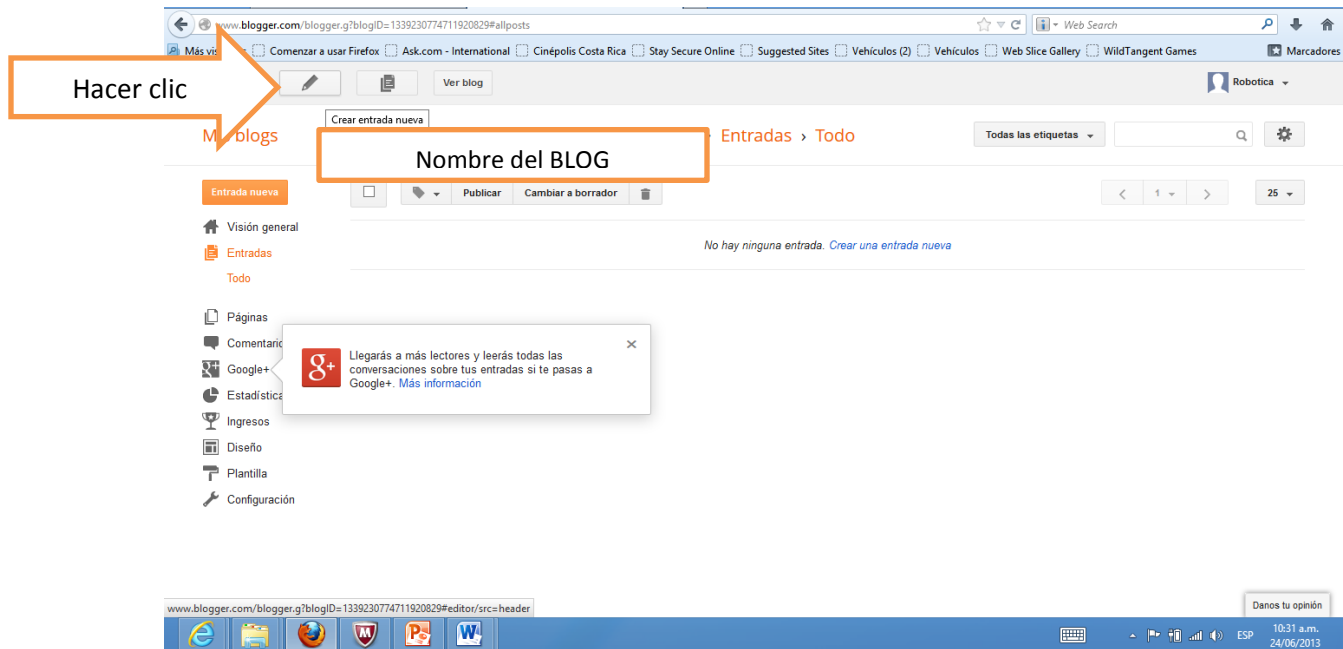 www.blogger.com/blogger.g?blogID=1339230774711920829#allposts
Web Search
Comenzar a usar Firefox Ask.com - International Cinépolis Costa Rica Stay Secure Online Suggested Sites Vehículos (2) Vehículos Web Slice Gallery WildTangent Games Marcadores
Hacer clic
Ver blog
Robotica
Crear entrada nueva
blogs
Nombre del BLOG
Entradas › Todo
Todas las etiquetas
Entrada nueva
Publicar
Cambiar a borrador
1
25
Visión general
Entradas
Todo
No hay ninguna entrada. Crear una entrada nueva
Páginas
Google+
Ingresos
Diseño
Plantilla
Configuración
Llegarás a más lectores y leerás todas las
conversaciones sobre tus entradas si te pasas a
Google+. Más información
g+
Danos tu opinión
www.blogger.com/blogger.g?blogID=1339230774711920829#editor/src=header
ESP
10:31 a.m.
24/06/2013